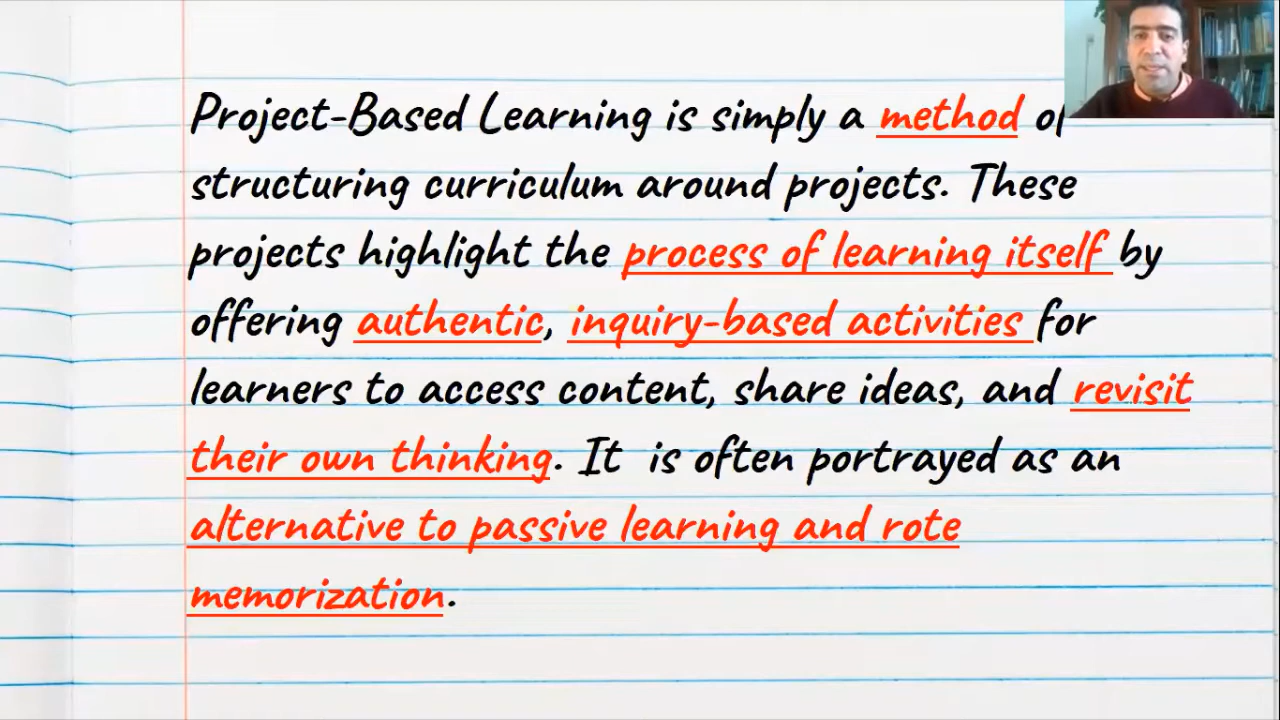 Project-Based Learning is simply a method of
structuring curriculum around projects. These
projects highlight the process of learning itself by
offering authentic, inquiry-based activities for
learners to access content, share ideas, and revisit
their own thinking. It is often portrayed as an
alternative to passive learning and rote
memorization.